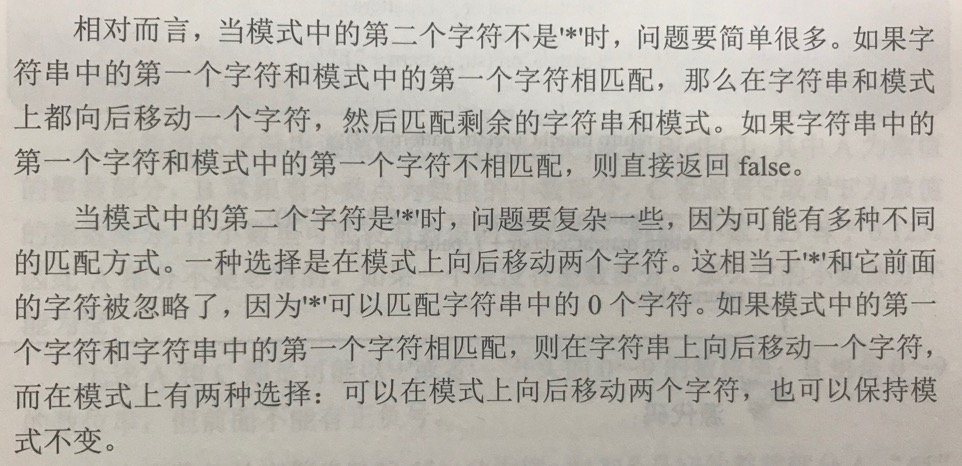 相对而言，当模式中的第二个字符不是'*'时，问题要简单很多。如果字
符串中的第一个字符和模式中的第一个字符相匹配，那么在字符串和模式
上都向后移动一个字符，然后匹配剩余的字符串和模式。如果字符串中的
第一个字符和模式中的第一个字符不相匹配，则直接返回 false。
当模式中的第二个字符是'*'时，问题要复杂一些，因为可能有多种不同
的匹配方式。一种选择是在模式上向后移动两个字符。这相当于'*'和它前面
的字符被忽略了，因为'*'可以匹配字符串中的 0 个字符。如果模式中的第一
个字符和字符串中的第一个字符相匹配，则在字符串上向后移动一个字符，
而在模式上有两种选择：可以在模式上向后移动两个字符，也可以保持模
式不变。